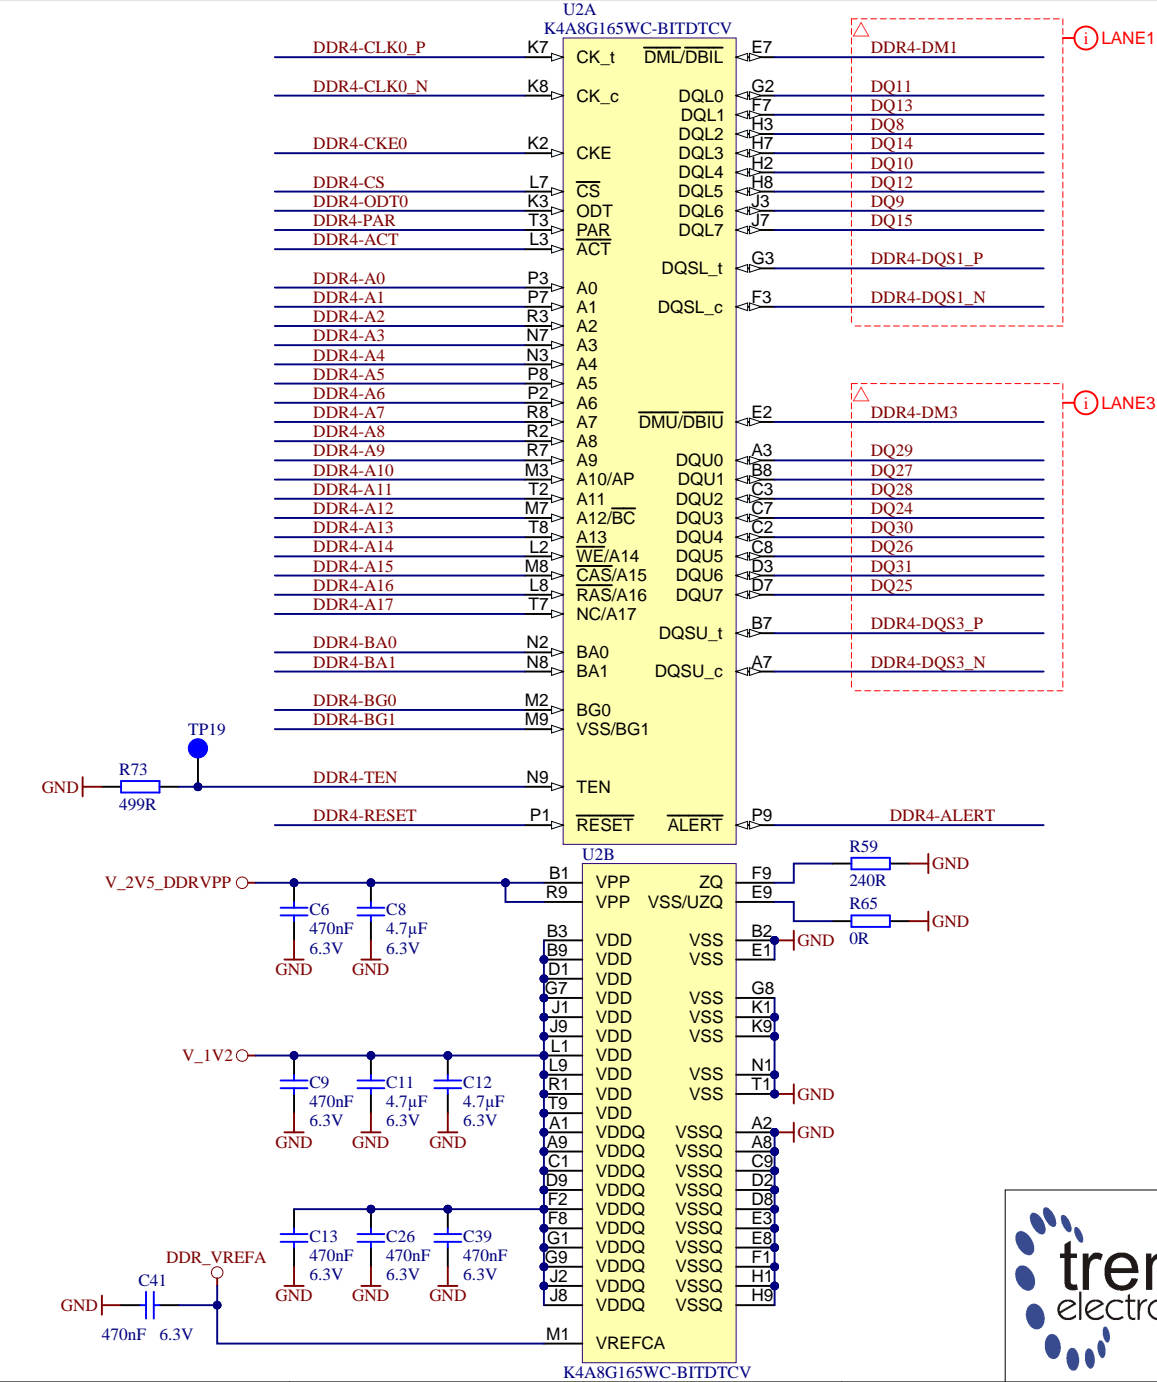 U2A
K4A8G165WC-BITDTCV
DDR4-CLK0_P K7 CK_t DML/DBIL E7 DDR4-DM1 LANE1
DDR4-CLK0_N K8 CK_c DQL0 G2 DQ11
DQL1 F7 DQ13
DQL2 H3 DQ8
DDR4-CKE0 K2 CKE DQL3 H7 DQ14
DQL4 H2 DQ10
DDR4-CS L7 CS DQL5 H8 DQ12
DDR4-ODT0 K3 ODT DQL6 J3 DQ9
DDR4-PAR T3 PAR DQL7 J7 DQ15
DDR4-ACT L3 ACT
DQSL_t G3 DDR4-DQS1_P
DDR4-A0 P3 A0
DDR4-A1 P7 A1 DQSL_c F3 DDR4-DQS1_N
DDR4-A2 R3 A2
DDR4-A3 N7 A3
DDR4-A4 N3 A4
DDR4-A5 P8 A5
DDR4-A6 P2 A6 LANE3
DDR4-A7 R8 A7 DMU/DBIU E2 DDR4-DM3
DDR4-A8 R2 A8
DDR4-A9 R7 A9 DQU0 A3 DQ29
DDR4-A10 M3 A10/AP DQU1 B8 DQ27
DDR4-A11 T2 A11 DQU2 C3 DQ28
DDR4-A12 M7 A12/BC DQU3 C7 DQ24
DDR4-A13 T8 A13 DQU4 C2 DQ30
DDR4-A14 L2 WE/A14 DQU5 C8 DQ26
DDR4-A15 M8 CAS/A15 DQU6 D3 DQ31
DDR4-A16 L8 RAS/A16 DQU7 D7 DQ25
DDR4-A17 T7 NC/A17
DQSU_t B7 DDR4-DQS3_P
DDR4-BA0 N2 BA0
DDR4-BA1 N8 BA1 DQSU_c A7 DDR4-DQS3_N
DDR4-BG0 M2 BG0
DDR4-BG1 M9 VSS/BG1
TP19
R73
GND DDR4-TEN N9 TEN
499R
DDR4-RESET P1 RESET ALERT P9 DDR4-ALERT
U2B
R59
V_2V5_DDRVPP B1 VPP ZQ F9 240R GND
R9 VPP VSS/UZQ E9 R65
C6 C8 0R GND
470nF 4.7µF
6.3V 6.3V
GND GND
B3 VDD VSS B2 GND
B9 VDD VSS E1
D1 VDD
G7 VDD VSS G8
J1 VDD VSS K1
J9 VDD VSS K9
V_1V2 L1 VDD
L9 VDD VSS N1
R1 VDD VSS T1 GND
T9 VDD
C9 C11 C12
470nF 4.7µF 4.7µF
6.3V 6.3V 6.3V
GND GND GND
A1 VDDQ VSSQ A2 GND
A9 VDDQ VSSQ A8
C1 VDDQ VSSQ C9
D9 VDDQ VSSQ D2
F2 VDDQ VSSQ D8
F8 VDDQ VSSQ E3
G1 VDDQ VSSQ E8
G9 VDDQ VSSQ F1
J2 VDDQ VSSQ H1
J8 VDDQ VSSQ H9
C13 C26 C39
470nF 470nF 470nF
6.3V 6.3V 6.3V
GND GND GND
DDR_VREFA
C41
GND
470nF 6.3V
M1 VREFCA
K4A8G165WC-BITDTCV
tren
electro